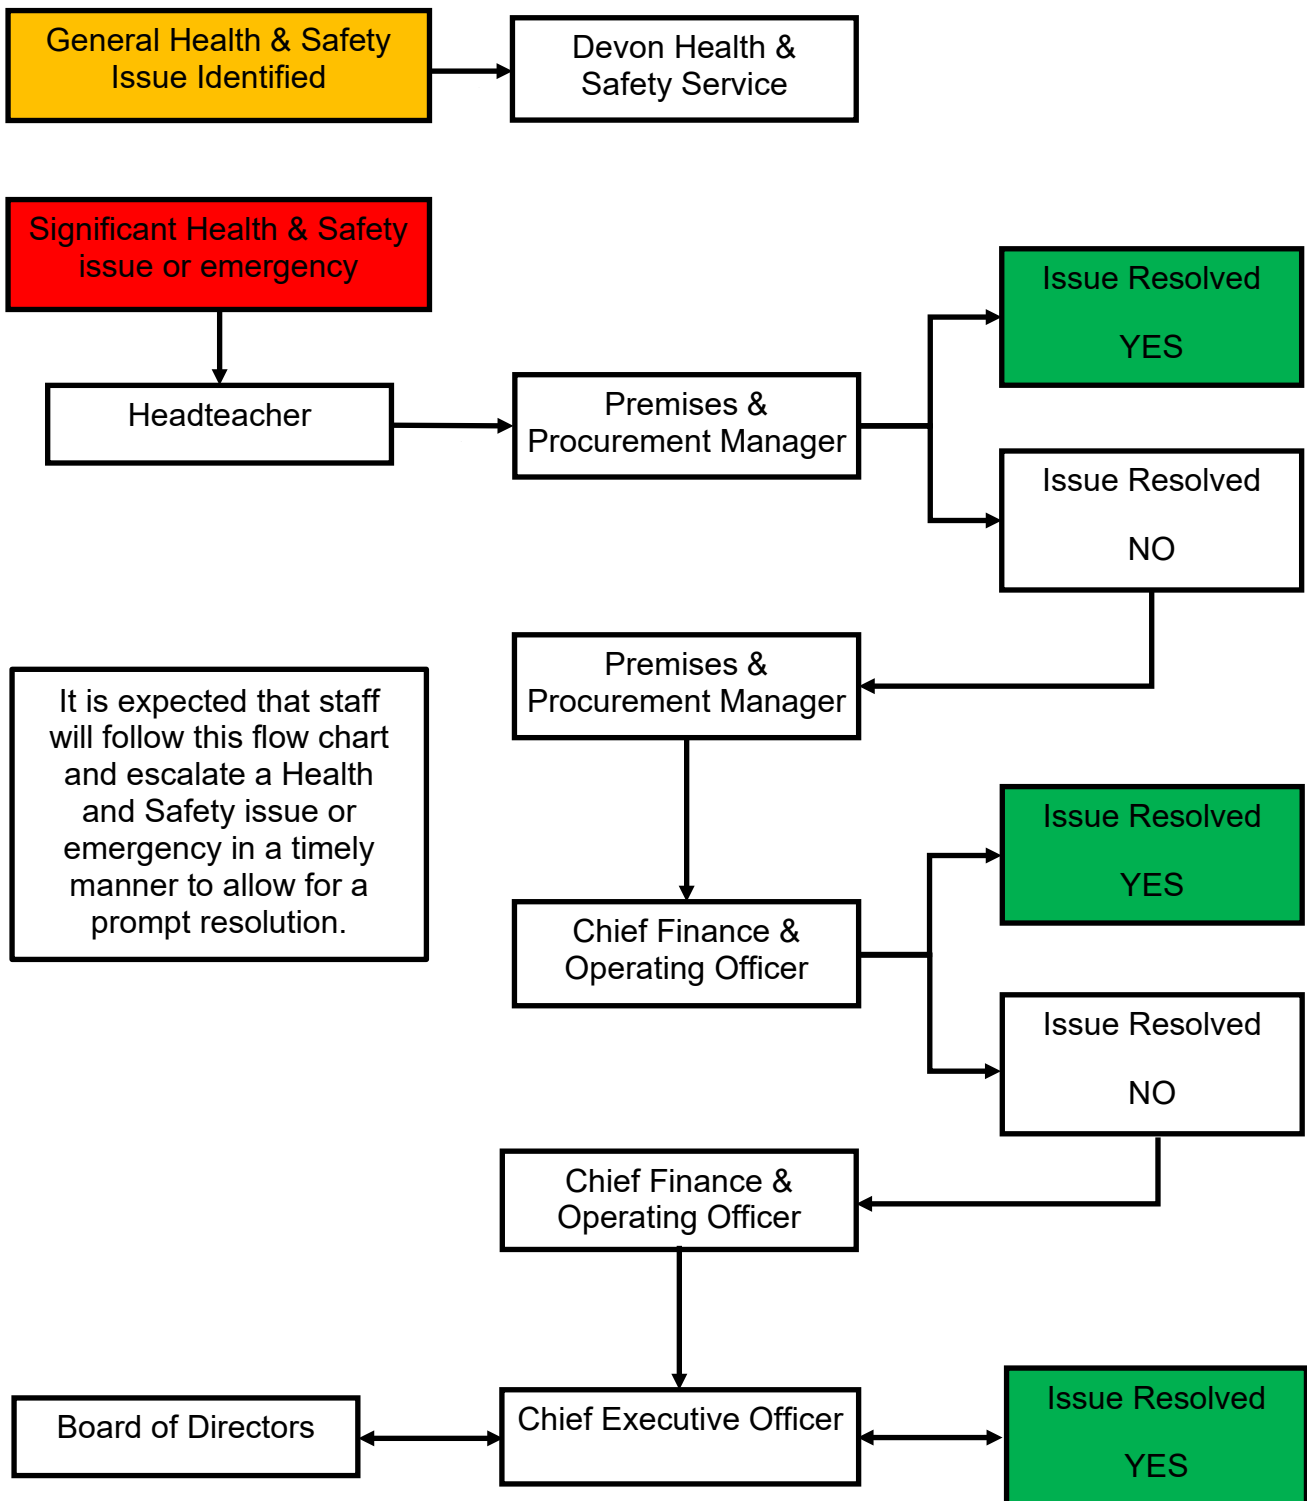 General Health & Safety
Issue Identified
Devon Health &
Safety Service
Significant Health & Safety
issue or emergency
Issue Resolved
YES
Headteacher
Premises &
Procurement Manager
Issue Resolved
NO
Premises &
Procurement Manager
It is expected that staff
will follow this flow chart
and escalate a Health
and Safety issue or
emergency in a timely
manner to allow for a
prompt resolution.
Issue Resolved
YES
Chief Finance &
Operating Officer
Issue Resolved
NO
Chief Finance &
Operating Officer
Board of Directors
Chief Executive Officer
Issue Resolved
YES